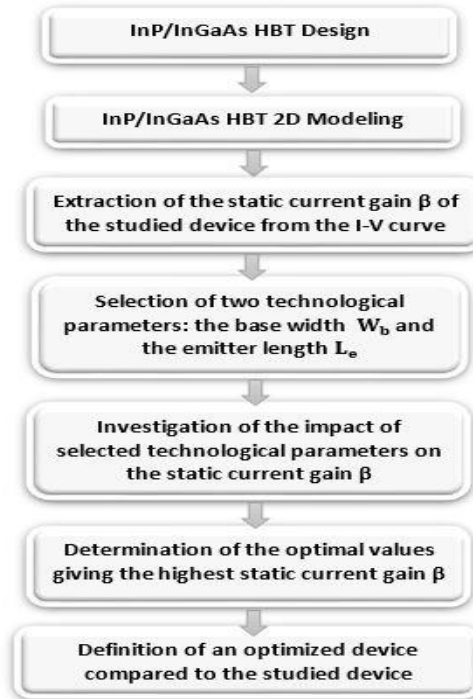 InP/InGaAs HBT Design
InP/InGaAs HBT 2D Modeling
Extraction of the static current gain β of
the studied device from the I-V curve
Selection of two technological
parameters: the base width W_b and
the emitter length L_e
Investigation of the impact of
selected technological parameters on
the static current gain β
Determination of the optimal values
giving the highest static current gain β
Definition of an optimized device
compared to the studied device